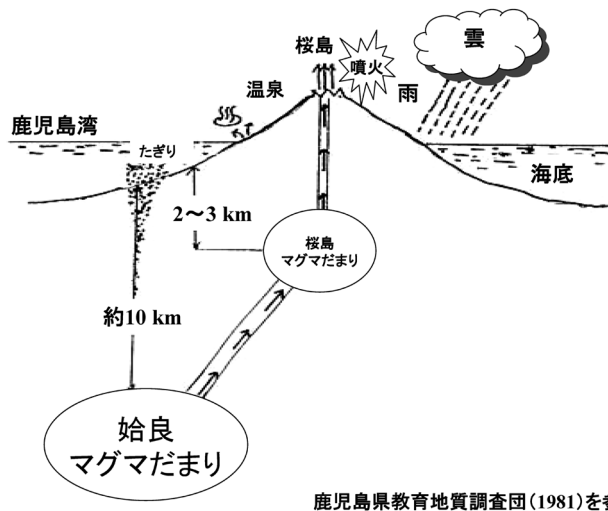 桜島
噴火
雲
温泉
雨
鹿児島湾
たぎり
海底
2〜3 km
桜島
マグマだまり
約10 km
姶良
マグマだまり
鹿児島県教育地質調査団(1981)を